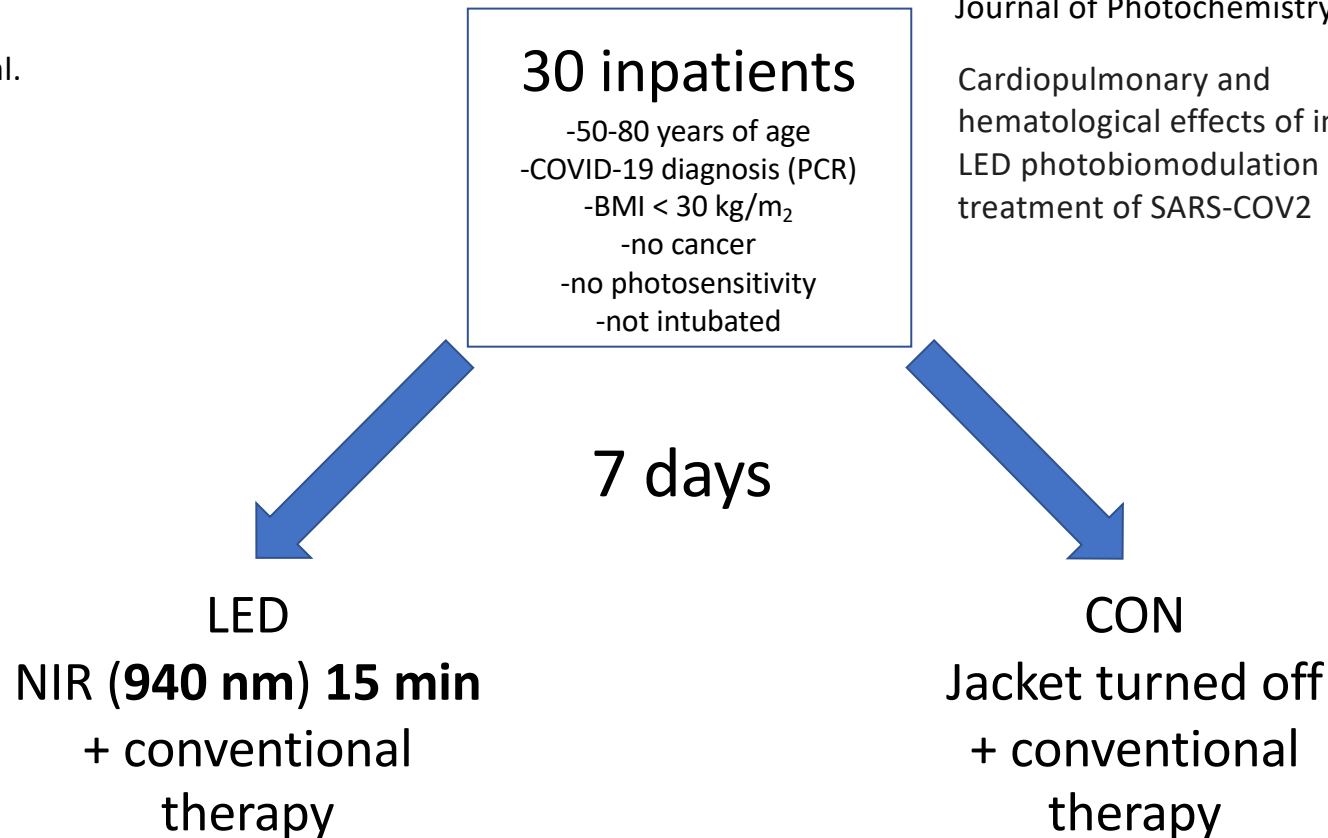 al.
30 inpatients
-50-80 years of age
-COVID-19 diagnosis (PCR)
-BMI < 30 kg/m₂
-no cancer
-no photosensitivity
-not intubated
Journal of Photochemistry
Cardiopulmonary and
hematological effects of in
LED photobiomodulation
treatment of SARS-COV2
7 days
LED
NIR (940 nm) 15 min
+ conventional
therapy
CON
Jacket turned off
+ conventional
therapy